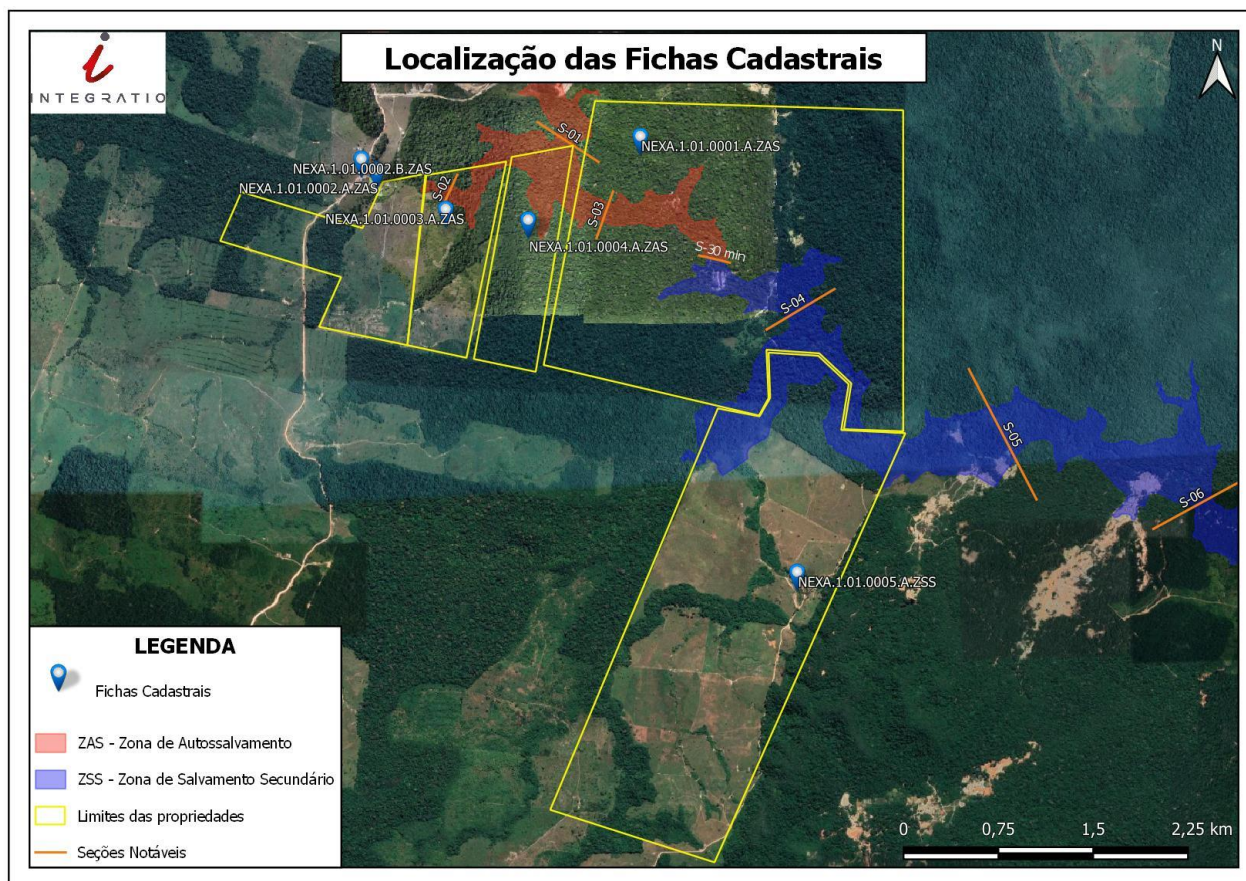 Localização das Fichas Cadastrais
INTEGRATIO
N
S-01
NEXA.1.01.0001.A.ZAS
NEXA.1.01.0002.B.ZAS
NEXA.1.01.0002.A.ZAS
S-02
NEXA.1.01.0003.A.ZAS
S-03
NEXA.1.01.0004.A.ZAS
S-30 min
S-04
S-05
S-06
NEXA.1.01.0005.A.ZSS
LEGENDA
Fichas Cadastrais
ZAS - Zona de Autossalvamento
ZSS - Zona de Salvamento Secundário
Limites das propriedades
Seções Notáveis
0 0,75 1,5 2,25 km